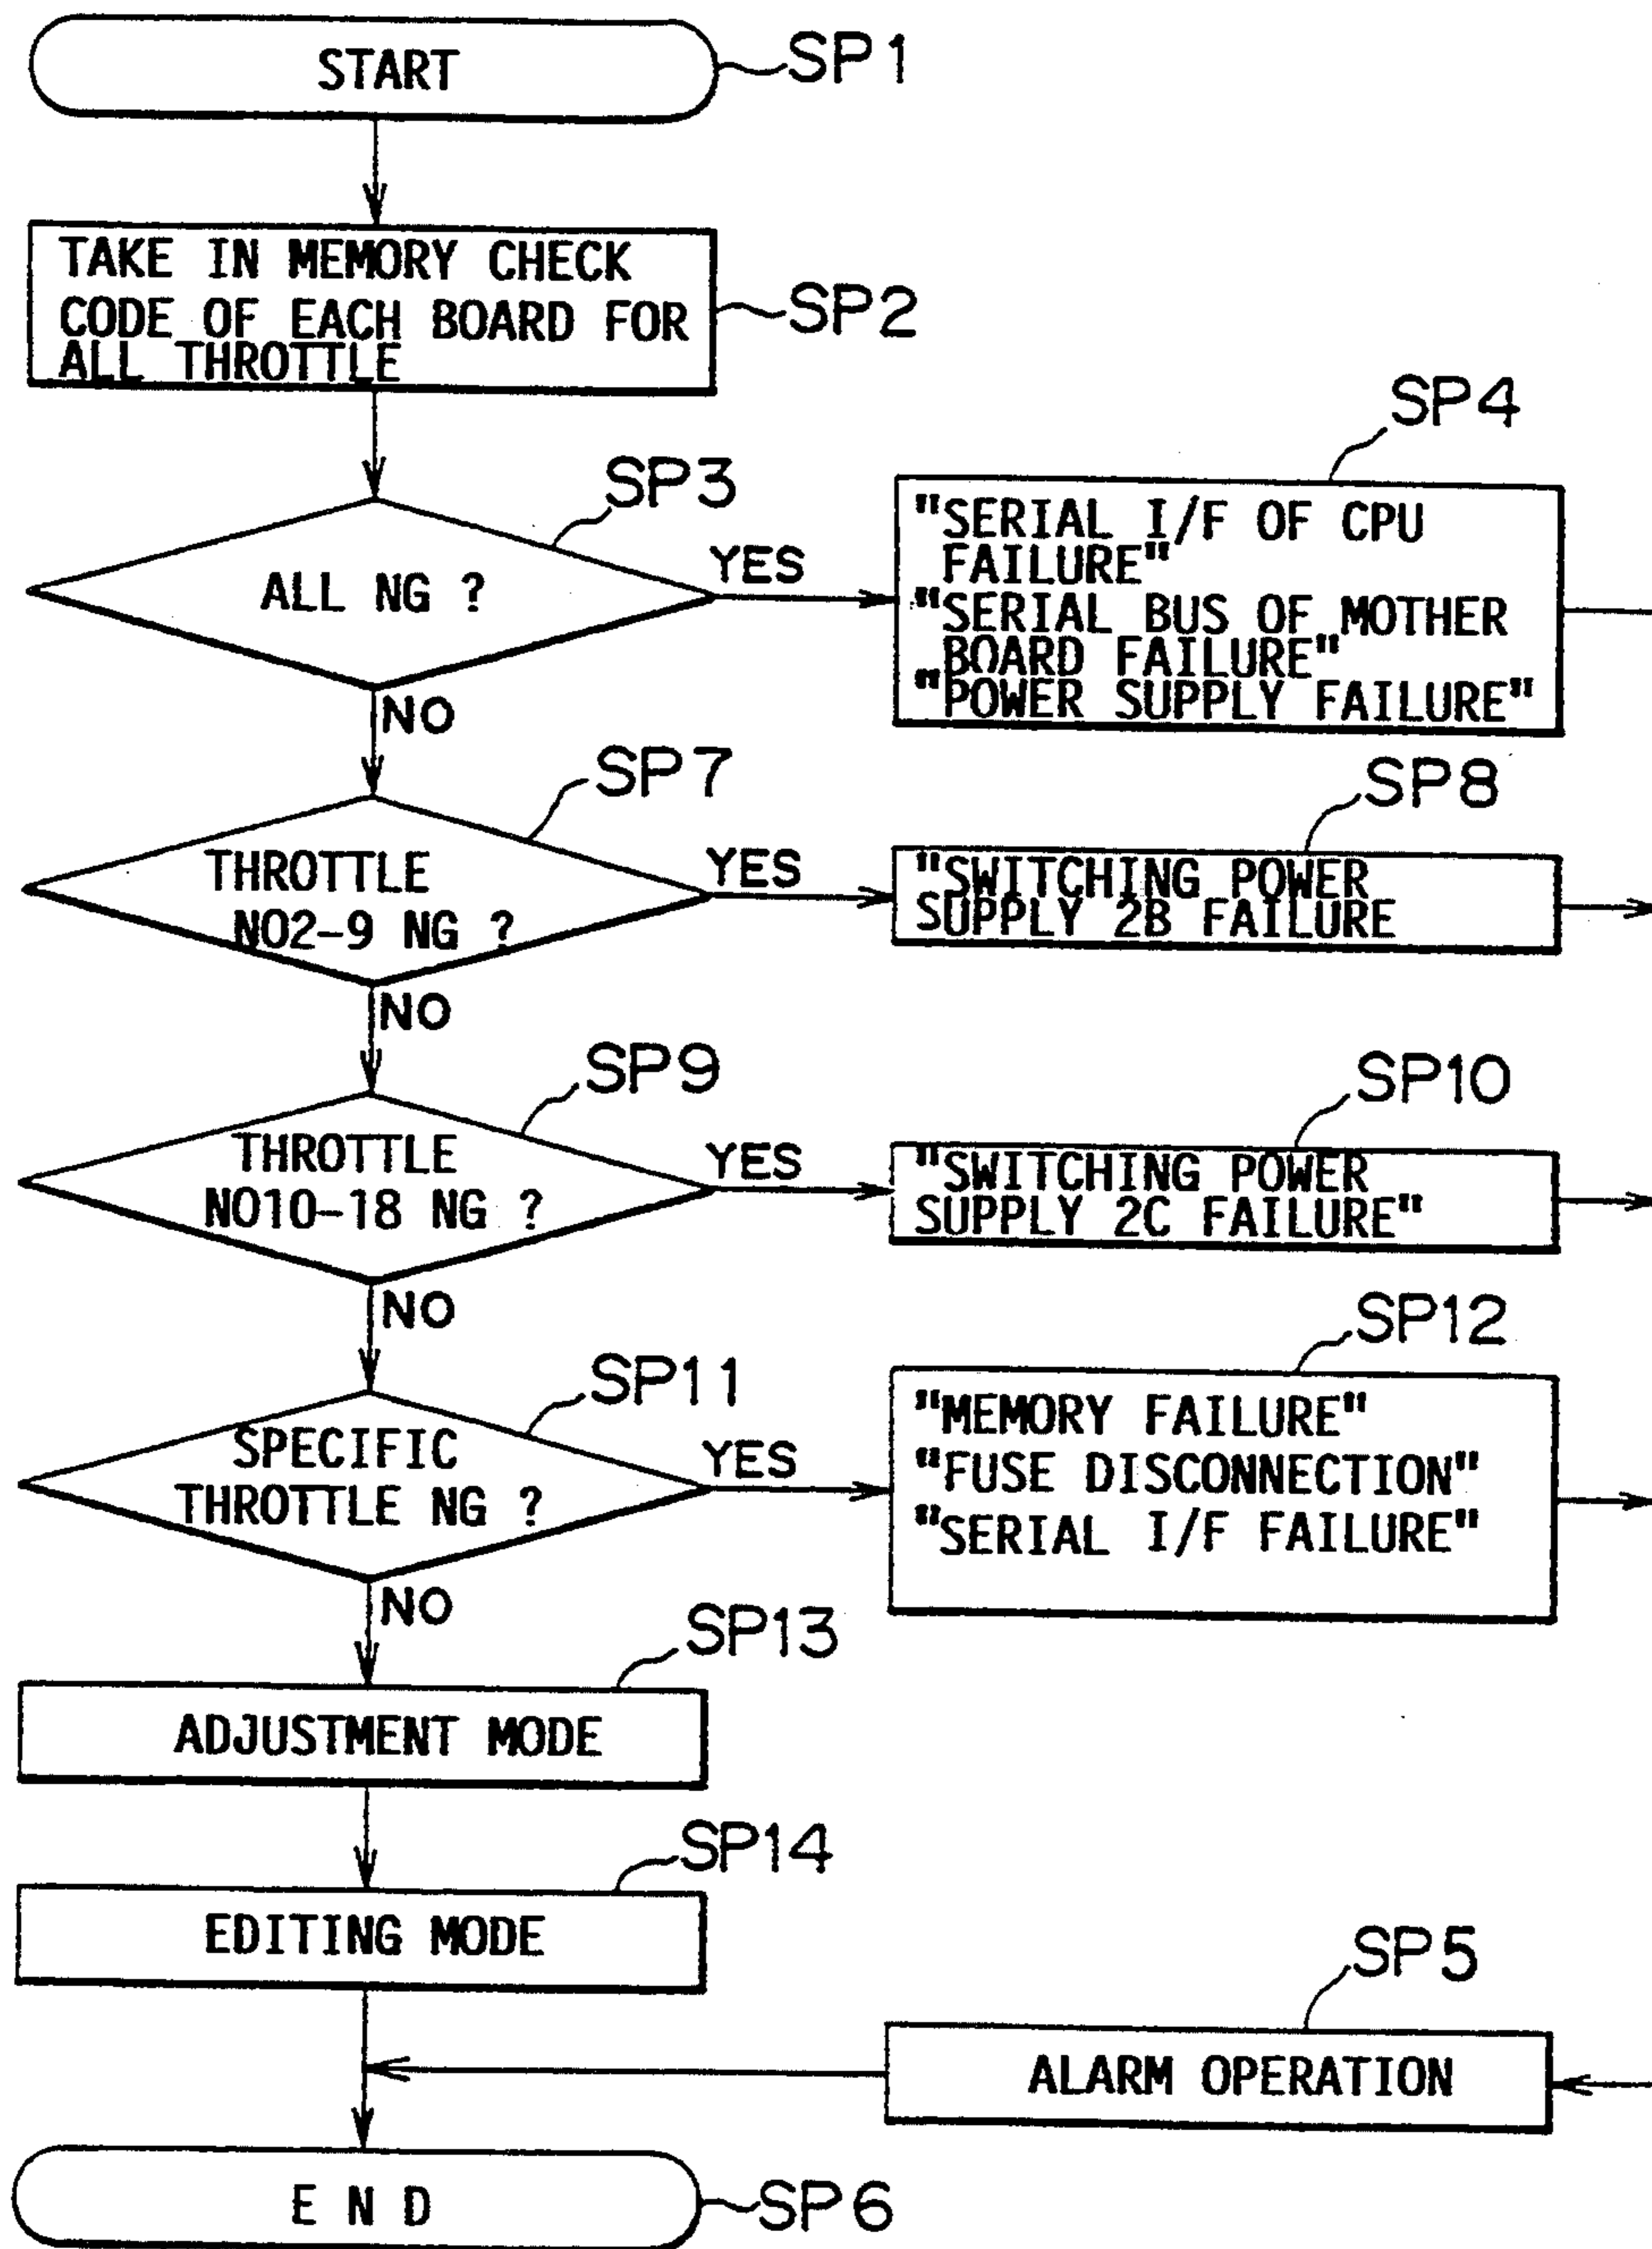 START
SP1
TAKE IN MEMORY CHECK
CODE OF EACH BOARD FOR
ALL THROTTLE
SP2
SP3
ALL NG ?
YES
NO
SP4
"SERIAL I/F OF CPU
FAILURE"
"SERIAL BUS OF MOTHER
BOARD FAILURE"
"POWER SUPPLY FAILURE"
SP7
THROTTLE
NO2-9 NG ?
YES
NO
SP8
"SWITCHING POWER
SUPPLY 2B FAILURE
SP9
THROTTLE
NO10-18 NG ?
YES
NO
SP10
"SWITCHING POWER
SUPPLY 2C FAILURE"
SP11
SPECIFIC
THROTTLE NG ?
YES
NO
SP12
"MEMORY FAILURE"
"FUSE DISCONNECTION"
"SERIAL I/F FAILURE"
SP13
ADJUSTMENT MODE
SP14
EDITING MODE
SP5
ALARM OPERATION
E N D
SP6